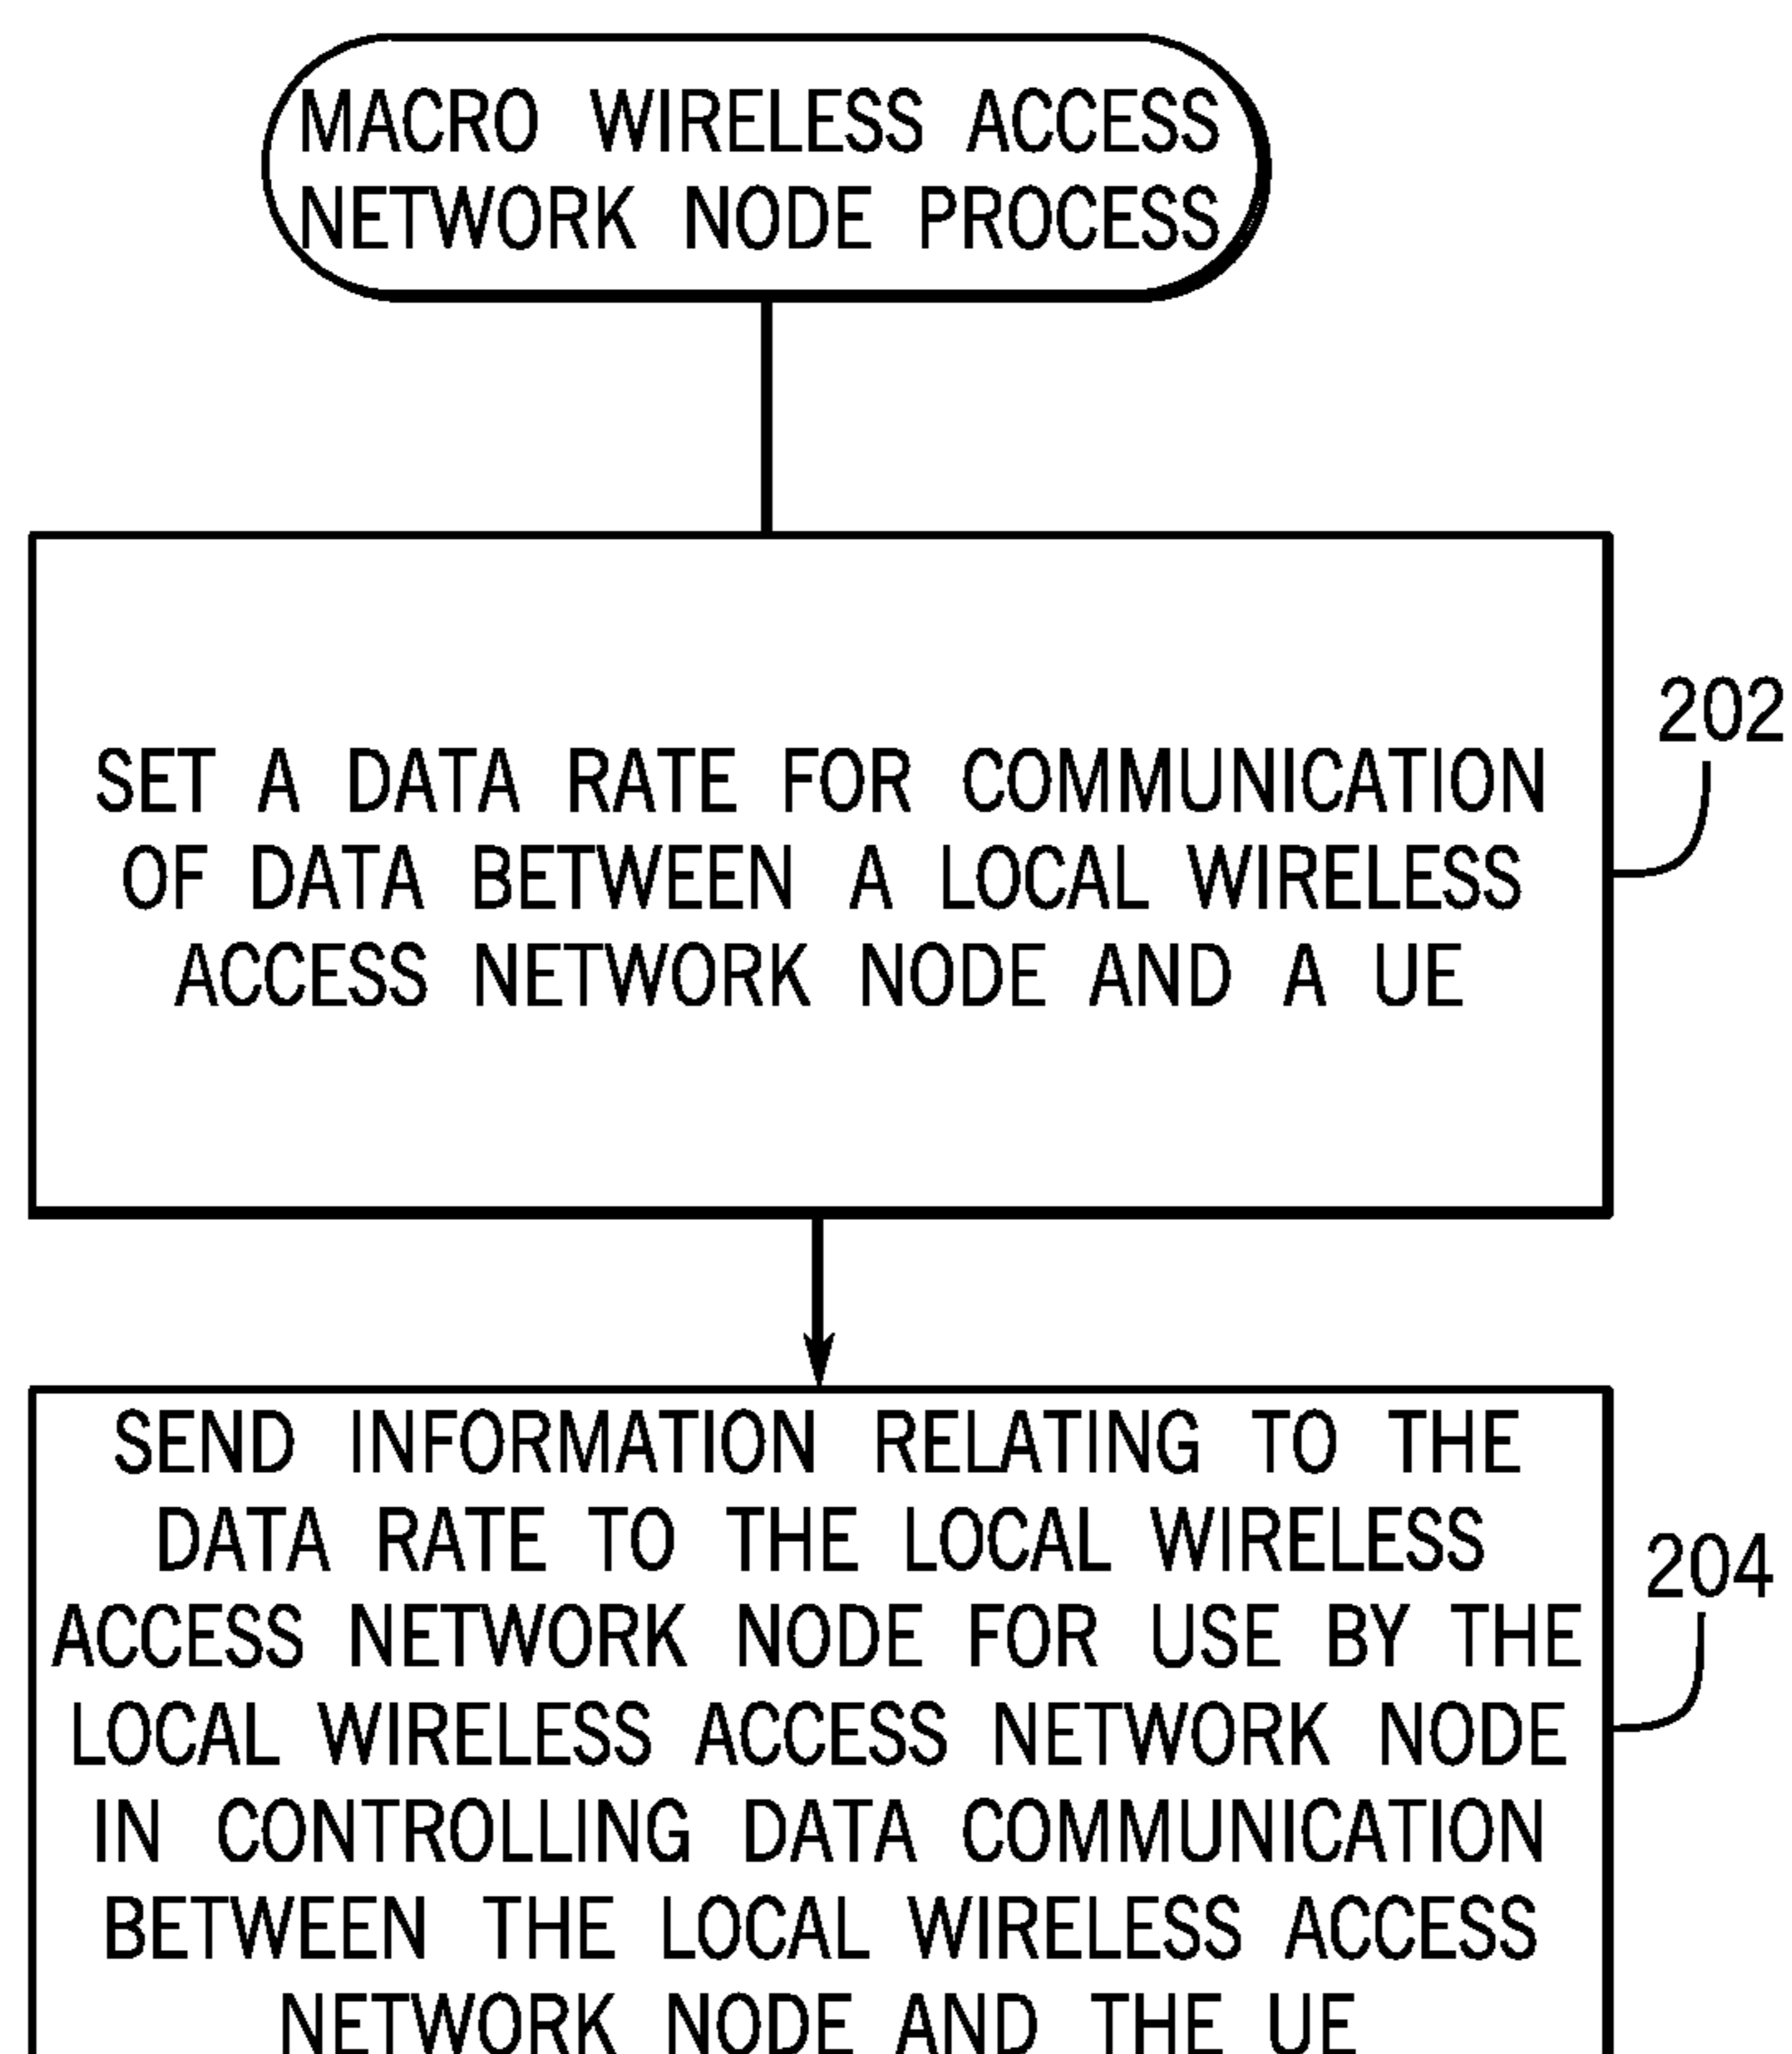 MACRO WIRELESS ACCESS
NETWORK NODE PROCESS
202
SET A DATA RATE FOR COMMUNICATION
OF DATA BETWEEN A LOCAL WIRELESS
ACCESS NETWORK NODE AND A UE
SEND INFORMATION RELATING TO THE
DATA RATE TO THE LOCAL WIRELESS
204
ACCESS NETWORK NODE FOR USE BY THE
LOCAL WIRELESS ACCESS NETWORK NODE
IN CONTROLLING DATA COMMUNICATION
BETWEEN THE LOCAL WIRELESS ACCESS
NETWORK NODE AND THE UE